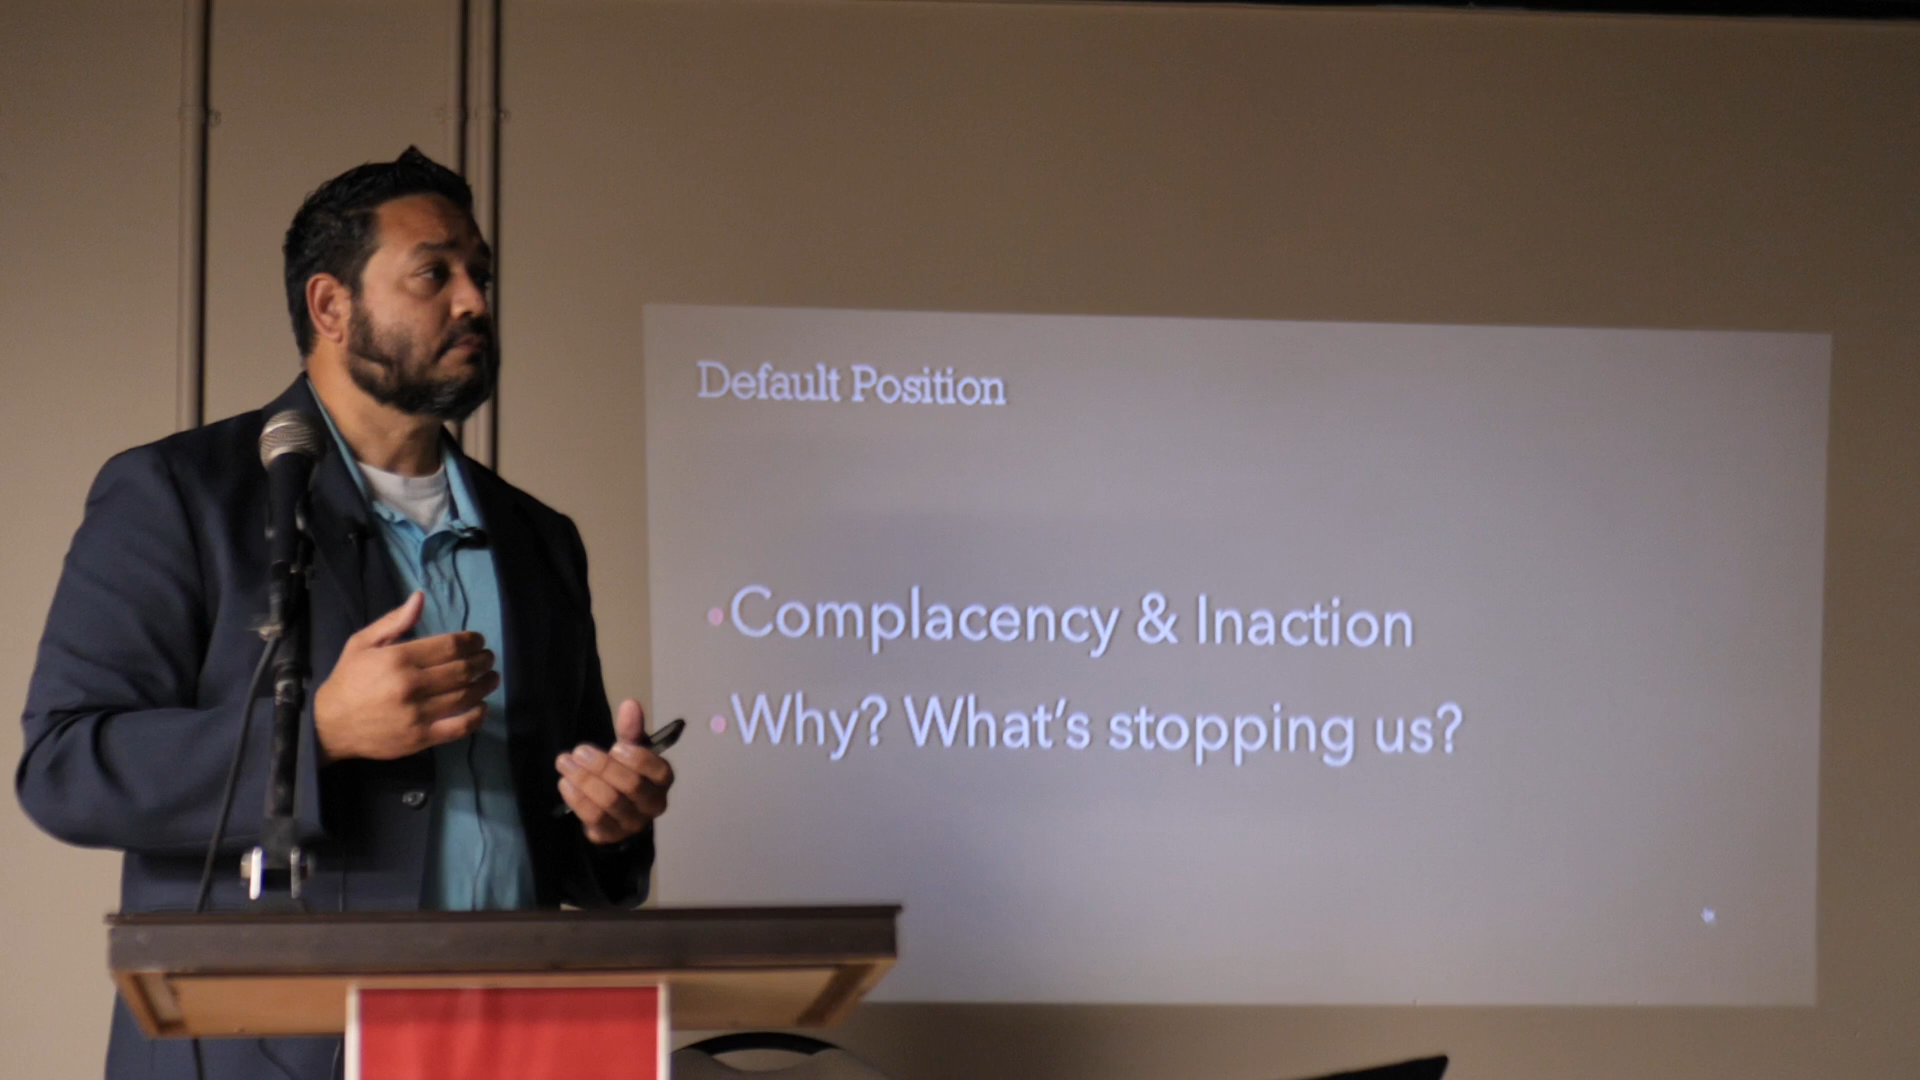 Default Position
•Complacency & Inaction
•Why? What's stopping us?